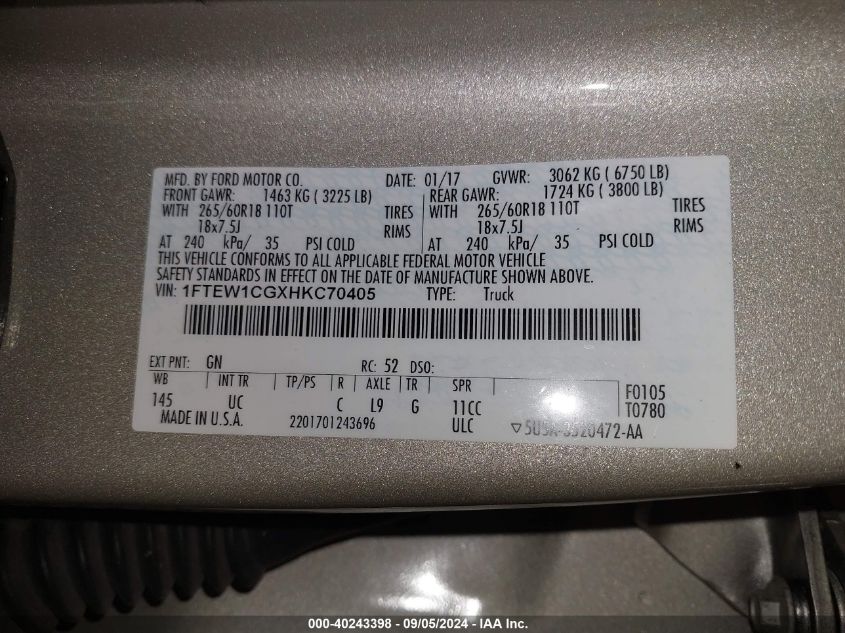 MFD. BY FORD MOTOR CO. DATE: 01/17 GVWR: 3062 KG ( 6750 LB)
FRONT GAWR: 1463 KG ( 3225 LB) REAR GAWR: 1724 KG ( 3800 LB)
WITH 265/60R18 110T TIRES WITH 265/60R18 110T TIRES
18x7.5J RIMS 18x7.5J RIMS
AT 240 kPa/ 35 PSI COLD AT 240 kPa/ 35 PSI COLD
THIS VEHICLE CONFORMS TO ALL APPLICABLE FEDERAL MOTOR VEHICLE
SAFETY STANDARDS IN EFFECT ON THE DATE OF MANUFACTURE SHOWN ABOVE.
VIN: 1FTEW1CGXHKC70405 TYPE: Truck
EXT PNT: GN RC: 52 DSO:
WB INT TR TP/PS R AXLE TR SPR F0105
145 UC C L9 G 11CC T0780
MADE IN U.S.A. 2201701243696 ULC
000-40243398 - 09/05/2024 - IAA Inc.